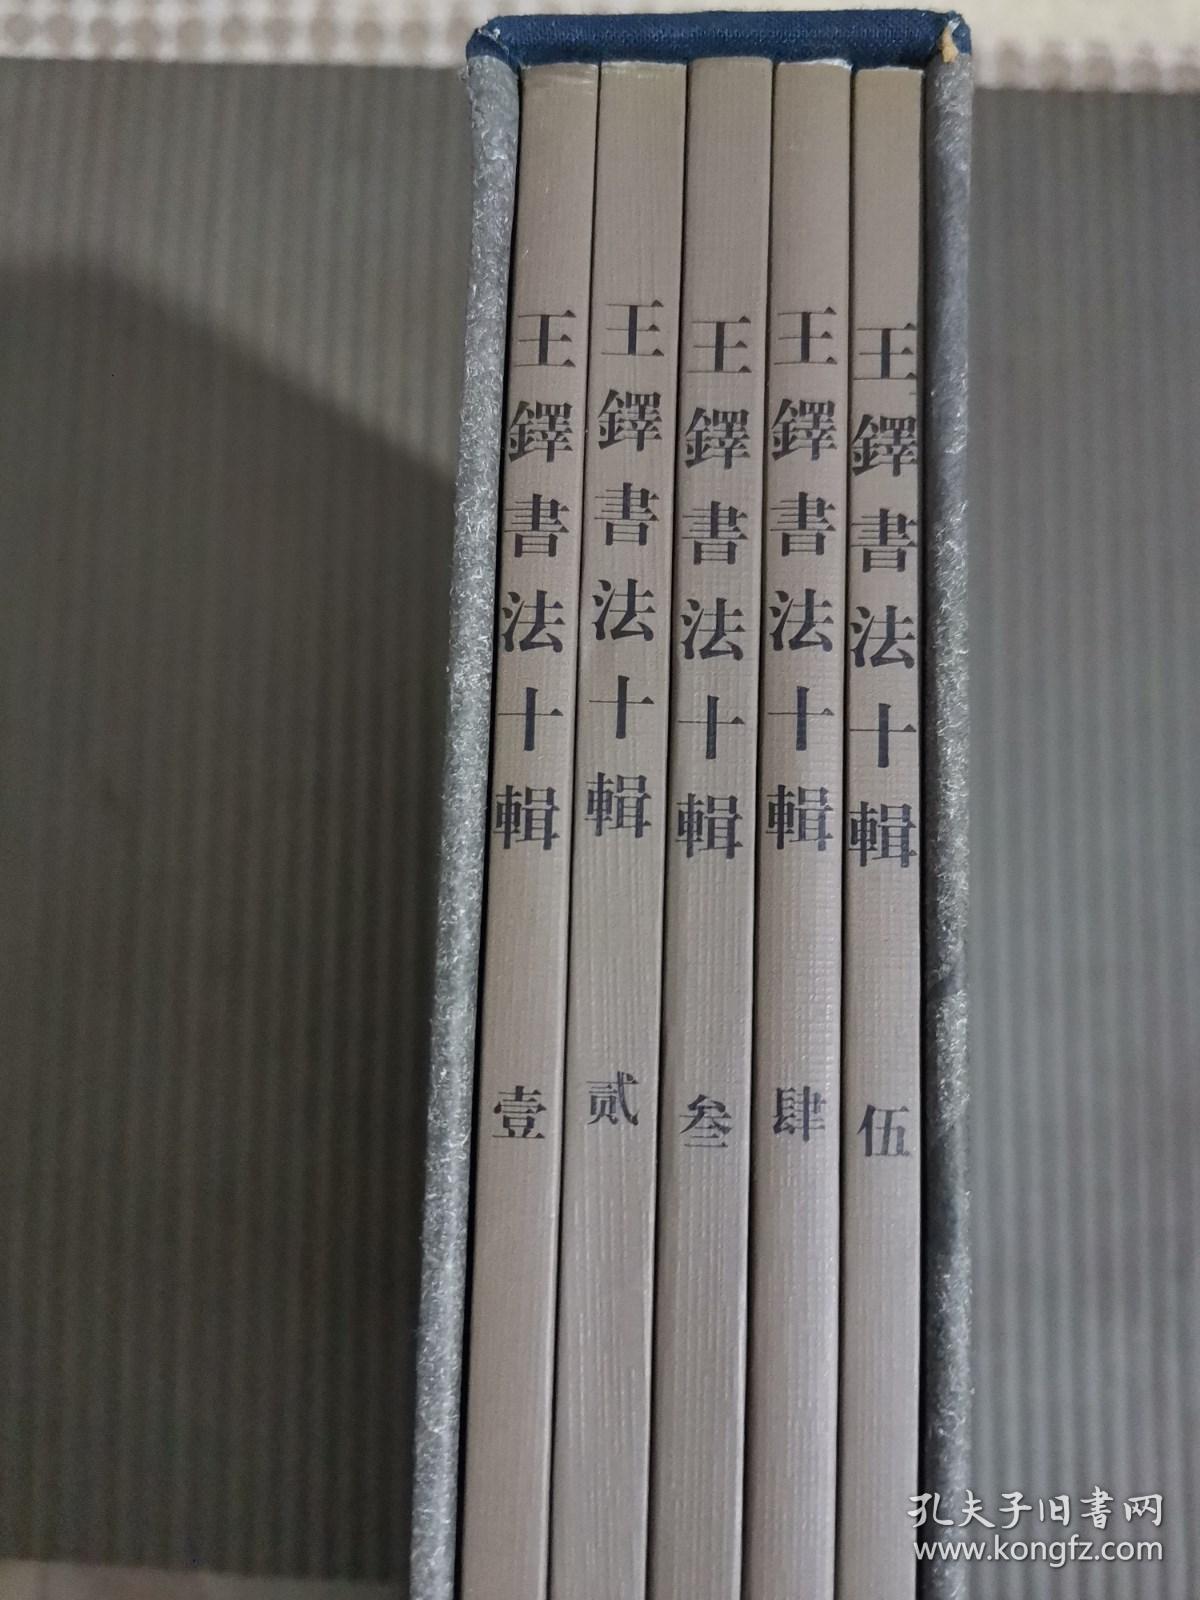 王鐸書法十輯 壹
王鐸書法十輯 贰
王鐸書法十輯 叁
王鐸書法十輯 肆
王鐸書法十輯 伍
孔夫子旧書网
www.kongfz.com